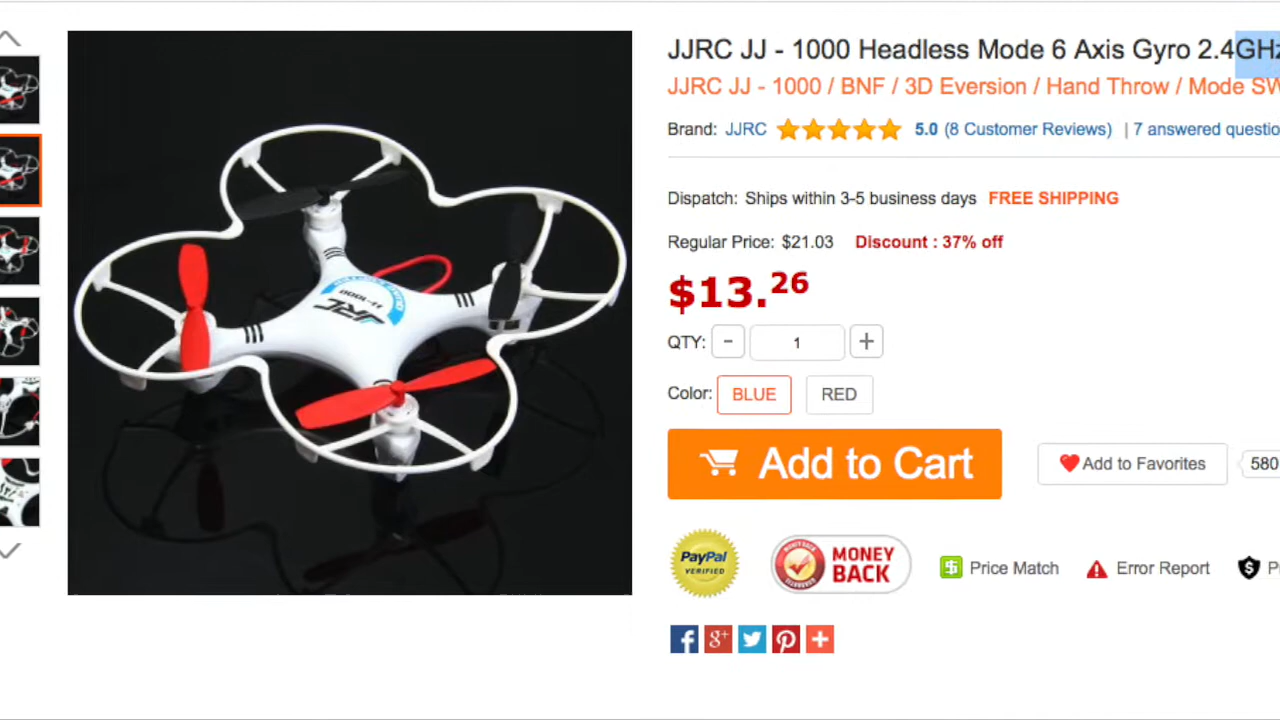 JJRC JJ - 1000 Headless Mode 6 Axis Gyro 2.4GHz
JJRC JJ - 1000 / BNF / 3D Eversion / Hand Throw / Mode SW
Brand: JJRC 5.0 (8 Customer Reviews) | 7 answered questio
Dispatch: Ships within 3-5 business days FREE SHIPPING
Regular Price: $21.03 Discount : 37% off
$13.26
QTY: - 1 +
Color: BLUE RED
Add to Cart
Add to Favorites
580
PayPal
VERIFIED
MONEY
BACK
Price Match
Error Report
JJRC
JJ-1000